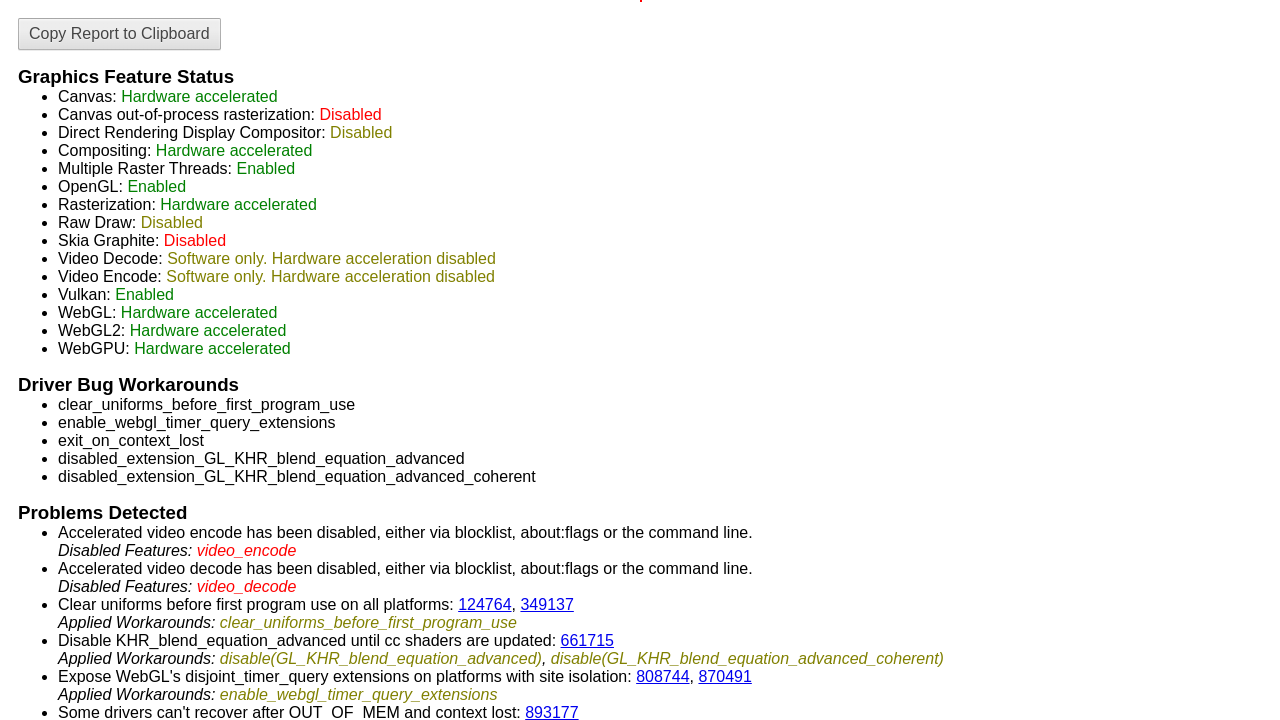 Copy Report to Clipboard
Graphics Feature Status
Canvas: Hardware accelerated
Canvas out-of-process rasterization: Disabled
Direct Rendering Display Compositor: Disabled
Compositing: Hardware accelerated
Multiple Raster Threads: Enabled
OpenGL: Enabled
Rasterization: Hardware accelerated
Raw Draw: Disabled
Skia Graphite: Disabled
Video Decode: Software only. Hardware acceleration disabled
Video Encode: Software only. Hardware acceleration disabled
Vulkan: Enabled
WebGL: Hardware accelerated
WebGL2: Hardware accelerated
WebGPU: Hardware accelerated
Driver Bug Workarounds
clear_uniforms_before_first_program_use
enable_webgl_timer_query_extensions
exit_on_context_lost
disabled_extension_GL_KHR_blend_equation_advanced
disabled_extension_GL_KHR_blend_equation_advanced_coherent
Problems Detected
Accelerated video encode has been disabled, either via blocklist, about:flags or the command line.
Disabled Features: video_encode
Accelerated video decode has been disabled, either via blocklist, about:flags or the command line.
Disabled Features: video_decode
Clear uniforms before first program use on all platforms: 124764, 349137
Applied Workarounds: clear_uniforms_before_first_program_use
Disable KHR_blend_equation_advanced until cc shaders are updated: 661715
Applied Workarounds: disable(GL_KHR_blend_equation_advanced), disable(GL_KHR_blend_equation_advanced_coherent)
Expose WebGL's disjoint_timer_query extensions on platforms with site isolation: 808744, 870491
Applied Workarounds: enable_webgl_timer_query_extensions
Some drivers can't recover after OUT_OF_MEM and context lost: 893177